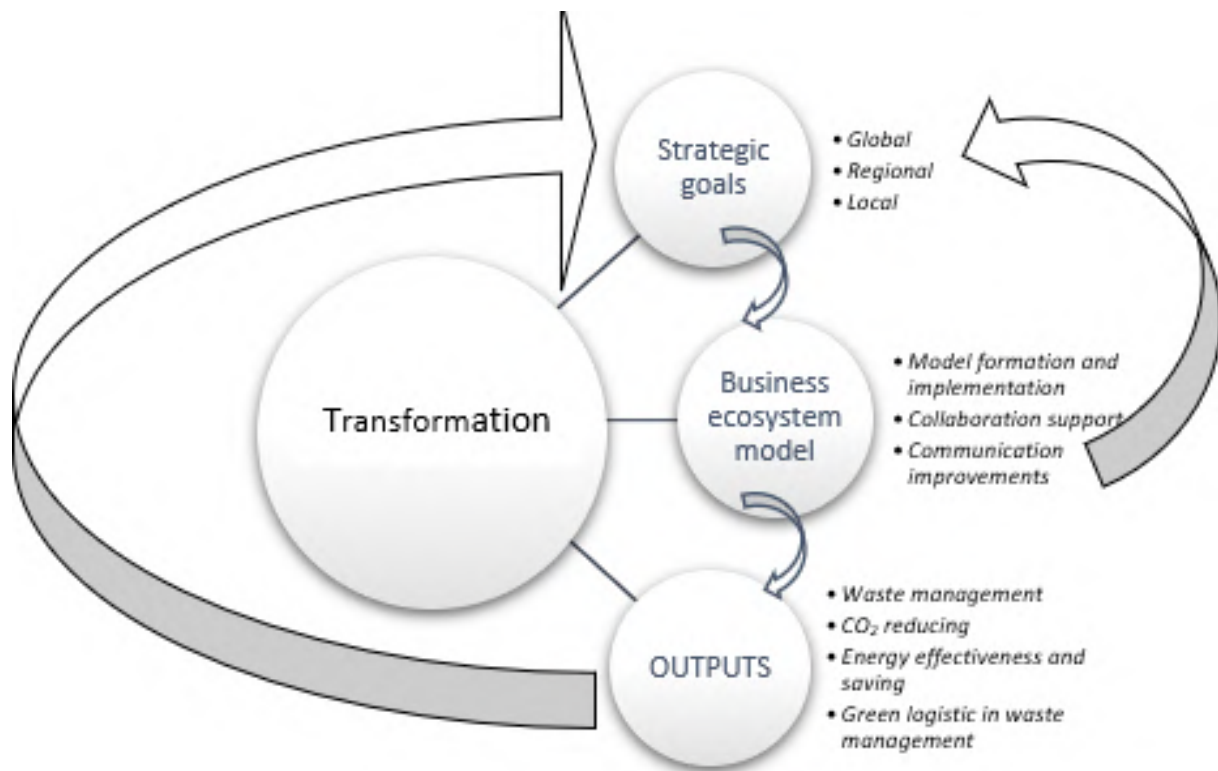 Strategic
goals
• Global
• Regional
• Local
Transformation
Business
ecosystem
model
• Model formation and
implementation
• Collaboration support
• Communication
improvements
OUTPUTS
• Waste management
• CO₂ reducing
• Energy effectiveness and
saving
• Green logistic in waste
management